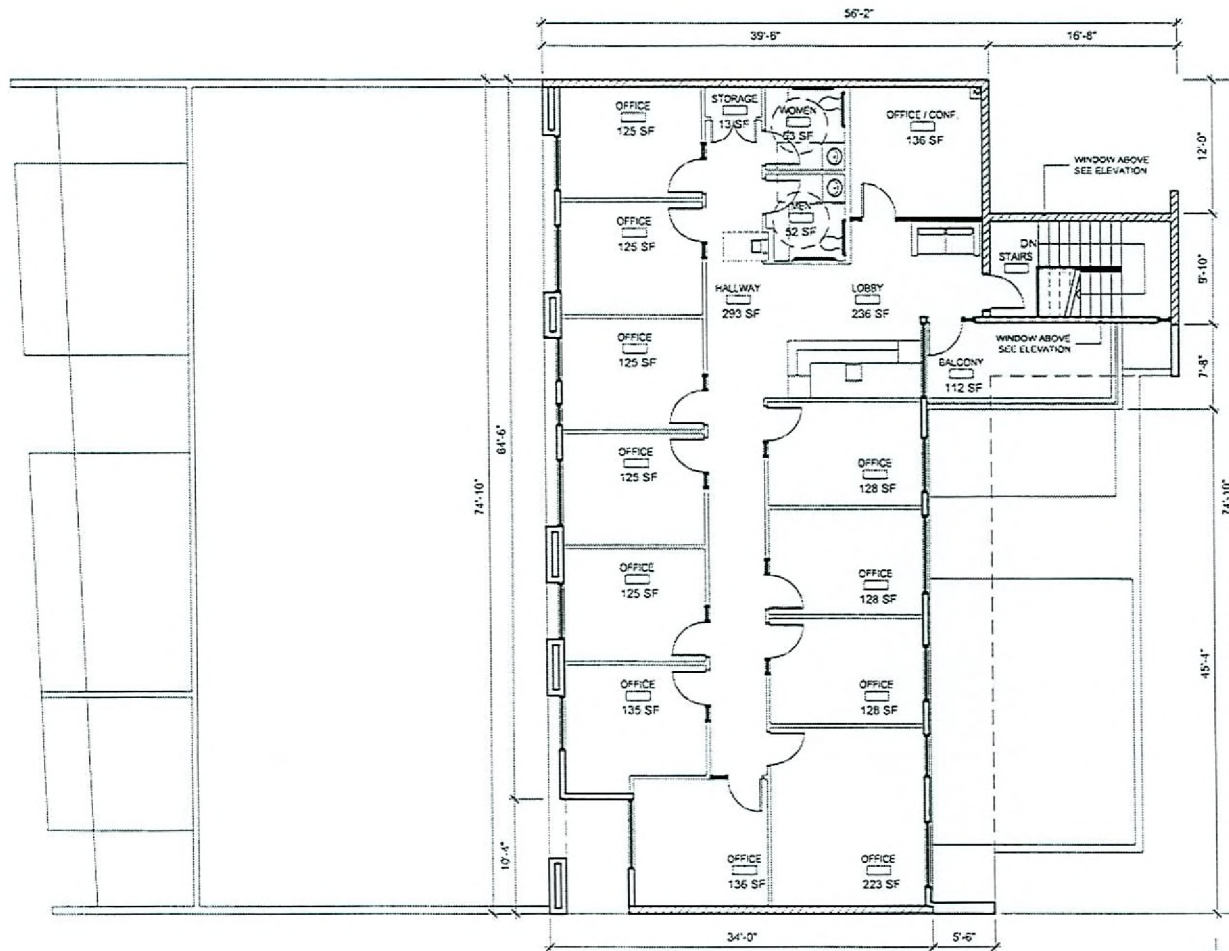 56'-2"
39'-6"
16'-8"
OFFICE
125 SF
STORAGE
13 SF
WOMEN
53 SF
OFFICE / CONF.
136 SF
12'-0"
WINDOW ABOVE
SEE ELEVATION
OFFICE
125 SF
MEN
52 SF
DN
STAIRS
9'-10"
HALLWAY
293 SF
LOBBY
236 SF
OFFICE
125 SF
WINDOW ABOVE
SEE ELEVATION
BALCONY
112 SF
7'-8"
74'-10"
64'-6"
OFFICE
125 SF
OFFICE
128 SF
74'-10"
OFFICE
125 SF
OFFICE
128 SF
45'-4"
OFFICE
135 SF
OFFICE
128 SF
10'-4"
OFFICE
136 SF
OFFICE
223 SF
34'-0"
5'-6"